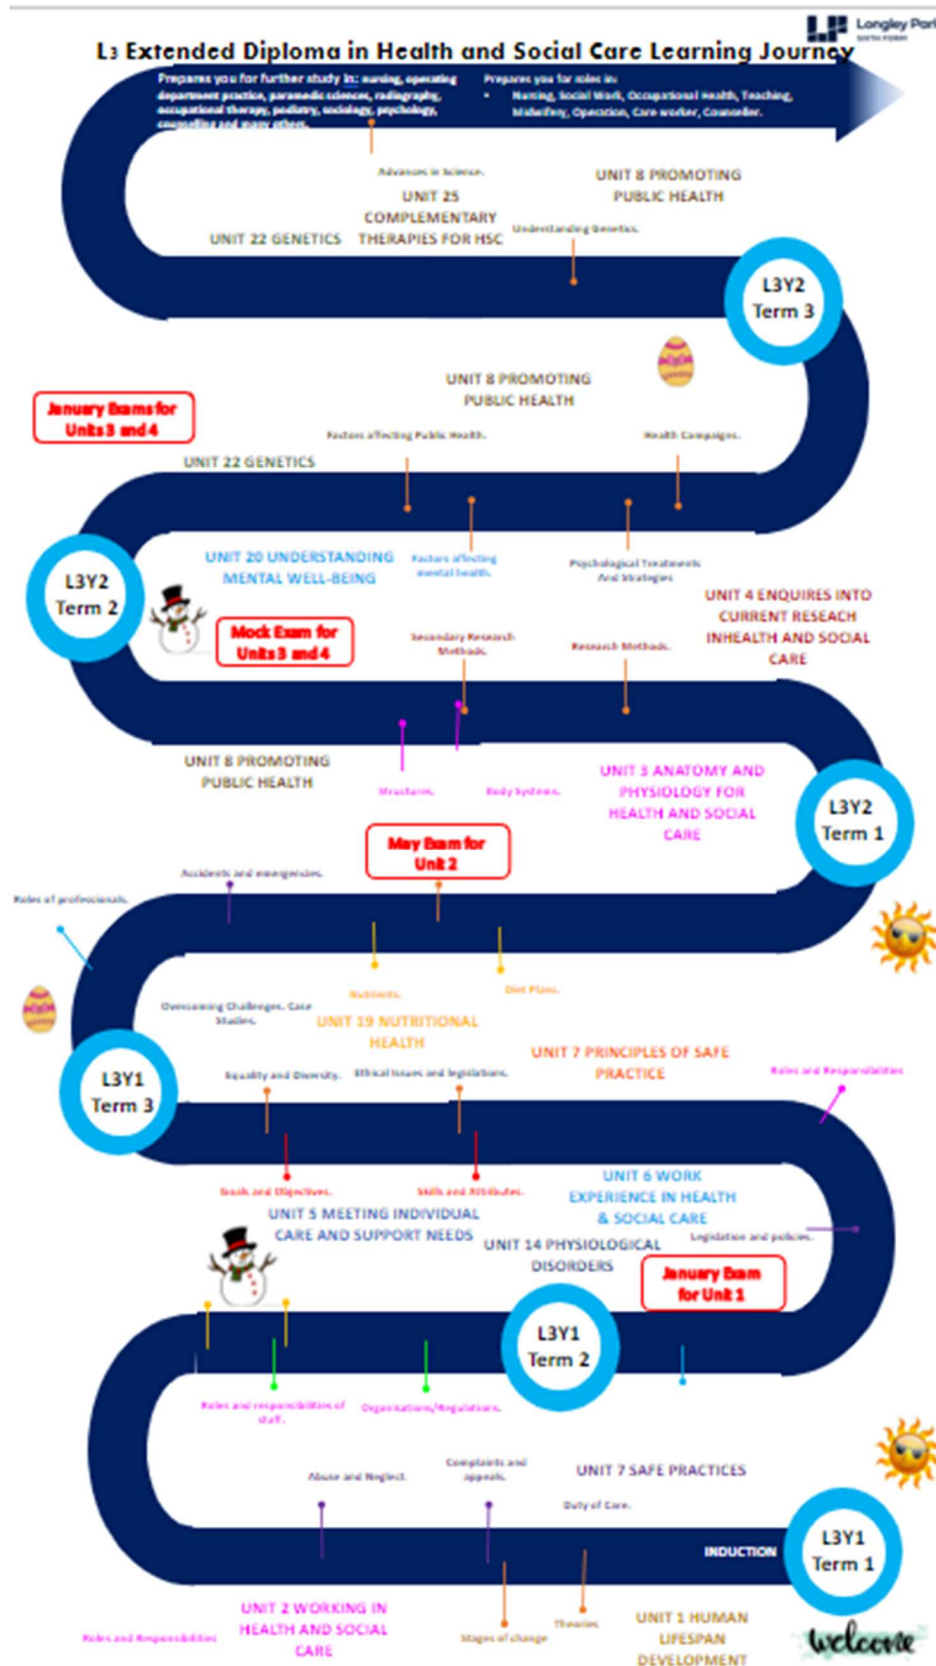 Longley Park
SIXTH FORM
L3 Extended Diploma in Health and Social Care Learning Journey
Prepares you for further study in: nursing, operating
department practice, paramedic sciences, radiography,
occupational therapy, podiatry, sociology, psychology,
counselling and many others.
Prepares you for roles in:
• Nursing, Social Work, Occupational Health, Teaching,
Midwifery, Operation, Care worker, Counsellor.
Advances in Science.
UNIT 8 PROMOTING
PUBLIC HEALTH
UNIT 25
COMPLEMENTARY
THERAPIES FOR HSC
UNIT 22 GENETICS
Understanding Genetics.
L3Y2
Term 3
UNIT 8 PROMOTING
PUBLIC HEALTH
January Exams for
Units 3 and 4
Factors affecting Public Health.
Health Campaigns.
UNIT 22 GENETICS
L3Y2
Term 2
UNIT 20 UNDERSTANDING
MENTAL WELL-BEING
Factors affecting
mental health.
Psychological Treatments
And Strategies
UNIT 4 ENQUIRES INTO
CURRENT RESEACH
INHEALTH AND SOCIAL
CARE
Mock Exam for
Units 3 and 4
Secondary Research
Methods.
Research Methods.
UNIT 8 PROMOTING
PUBLIC HEALTH
Structures.
Body Systems.
UNIT 3 ANATOMY AND
PHYSIOLOGY FOR
HEALTH AND SOCIAL
CARE
L3Y2
Term 1
May Exam for
Unit 2
Accidents and emergencies.
Roles of professionals.
Nutrients.
Diet Plans.
Overcoming Challenges. Case
Studies.
UNIT 19 NUTRITIONAL
HEALTH
UNIT 7 PRINCIPLES OF SAFE
PRACTICE
L3Y1
Term 3
Equality and Diversity.
Ethical Issues and legislations.
Roles and Responsibilities
Goals and Objectives.
Skills and Attributes.
UNIT 6 WORK
EXPERIENCE IN HEALTH
& SOCIAL CARE
UNIT 5 MEETING INDIVIDUAL
CARE AND SUPPORT NEEDS
UNIT 14 PHYSIOLOGICAL
DISORDERS
Legislation and policies.
January Exam
for Unit 1
L3Y1
Term 2
Roles and responsibilities of
staff.
Organisations/Regulations.
Abuse and Neglect.
Complaints and
appeals.
UNIT 7 SAFE PRACTICES
Duty of Care.
INDUCTION
L3Y1
Term 1
Roles and Responsibilities
UNIT 2 WORKING IN
HEALTH AND SOCIAL
CARE
Stages of change
Theories
UNIT 1 HUMAN
LIFESPAN
DEVELOPMENT
welcome